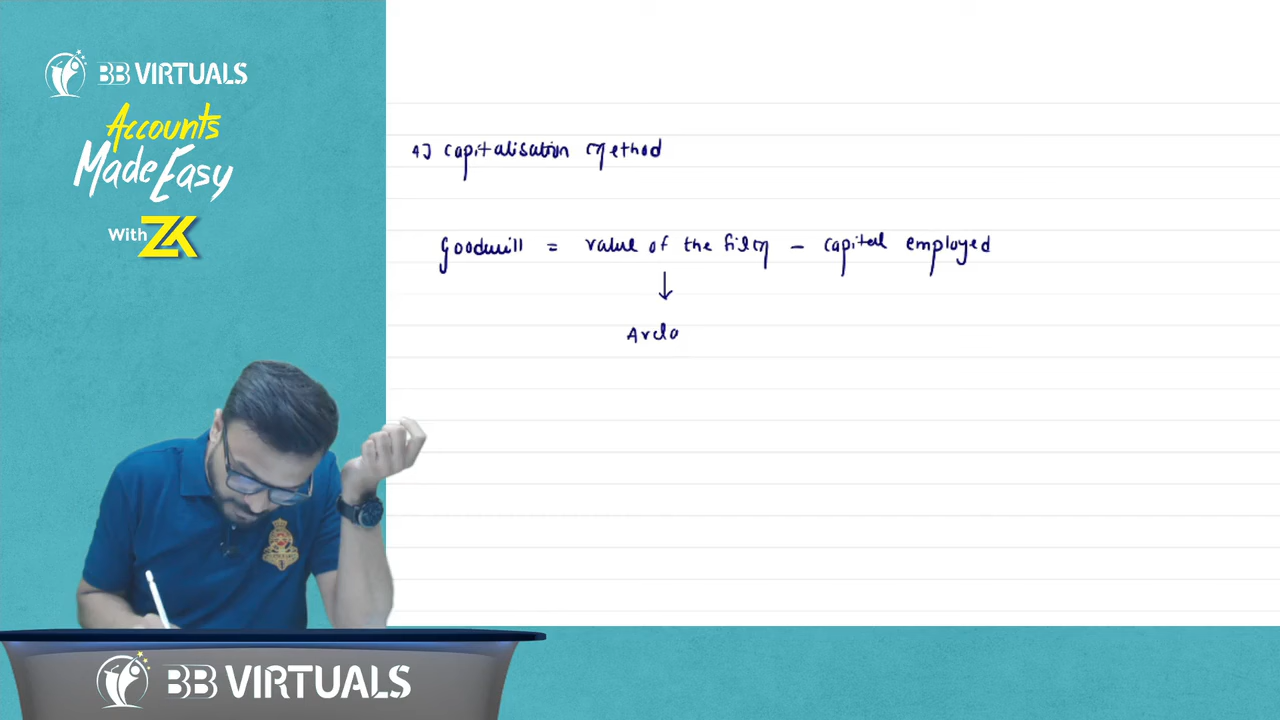 BB VIRTUALS
Accounts
Made Easy
With ZK
4] Capitalisation Method
Goodwill = value of the firm - capital employed
BB VIRTUALS